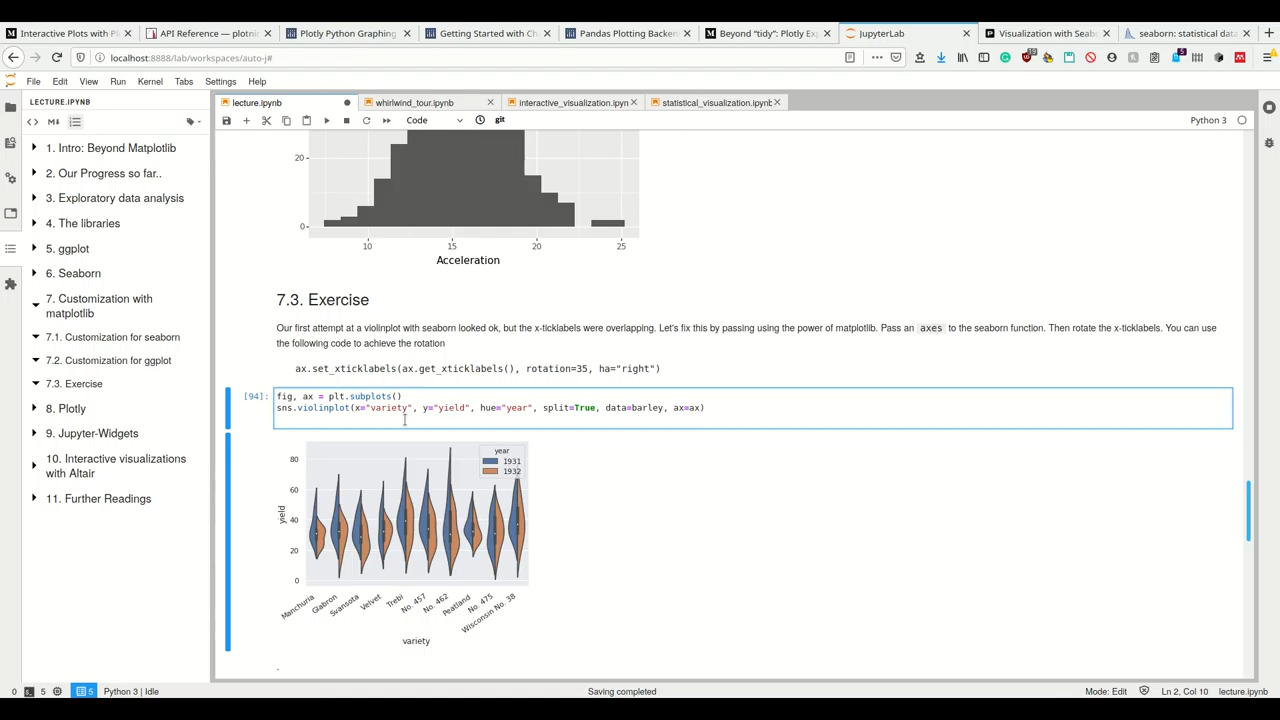 Interactive Plots with Pl
API Reference — plotni
Plotly Python Graphing
Getting Started with Ch
Pandas Plotting Backen
Beyond “tidy”: Plotly Ex
JupyterLab
Visualization with Seab
seaborn: statistical data
localhost:8888/lab/workspaces/auto-j#
File Edit View Run Kernel Tabs Settings Help
LECTURE.IPYNB
lecture.ipynb
whirlwind_tour.ipynb
interactive_visualization.ipyn
statistical_visualization.ipynb
Code
git
Python 3
1. Intro: Beyond Matplotlib
2. Our Progress so far..
3. Exploratory data analysis
4. The libraries
5. ggplot
6. Seaborn
7. Customization with
matplotlib
7.1. Customization for seaborn
7.2. Customization for ggplot
7.3. Exercise
8. Plotly
9. Jupyter-Widgets
10. Interactive visualizations
with Altair
11. Further Readings
20
0
10 15 20 25
Acceleration
7.3. Exercise
Our first attempt at a violinplot with seaborn looked ok, but the x-ticklabels were overlapping. Let's fix this by passing using the power of matplotlib. Pass an axes to the seaborn function. Then rotate the x-ticklabels. You can use
the following code to achieve the rotation
ax.set_xticklabels(ax.get_xticklabels(), rotation=35, ha="right")
[94]:
fig, ax = plt.subplots()
sns.violinplot(x="variety", y="yield", hue="year", split=True, data=barley, ax=ax)
year
1931
1932
80
60
40
20
0
yield
Manchuria Glabron Svansota Velvet Trebi No. 457 No. 462 Peatland No. 475 Wisconsin No. 38
variety
0 5 5 Python 3 | Idle
Saving completed
Mode: Edit Ln 2, Col 10 lecture.ipynb